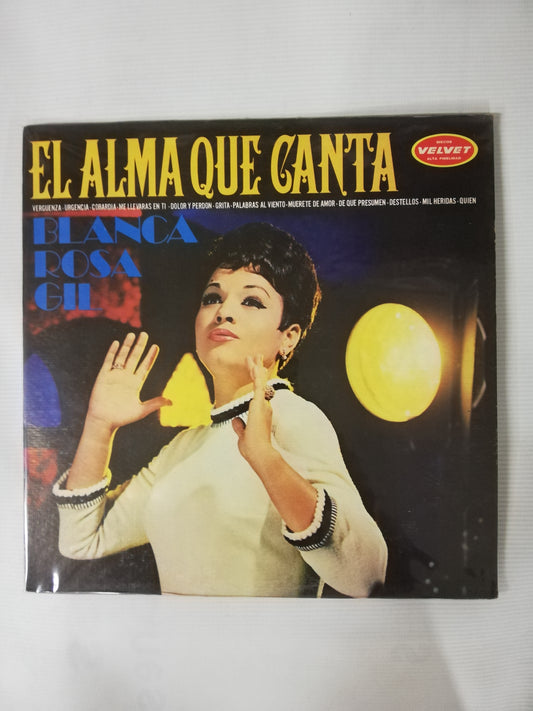 DISCOS
VELVET
ALTA FIDELIDAD
EL ALMA QUE CANTA
VERGUENZA · URGENCIA · COBARDIA · ME LLEVARAS EN TI · DOLOR Y PERDON · GRITA · PALABRAS AL VIENTO · MUERETE DE AMOR · DE QUE PRESUMEN · DESTELLOS · MIL HERIDAS · QUIEN
BLANCA
ROSA
GIL